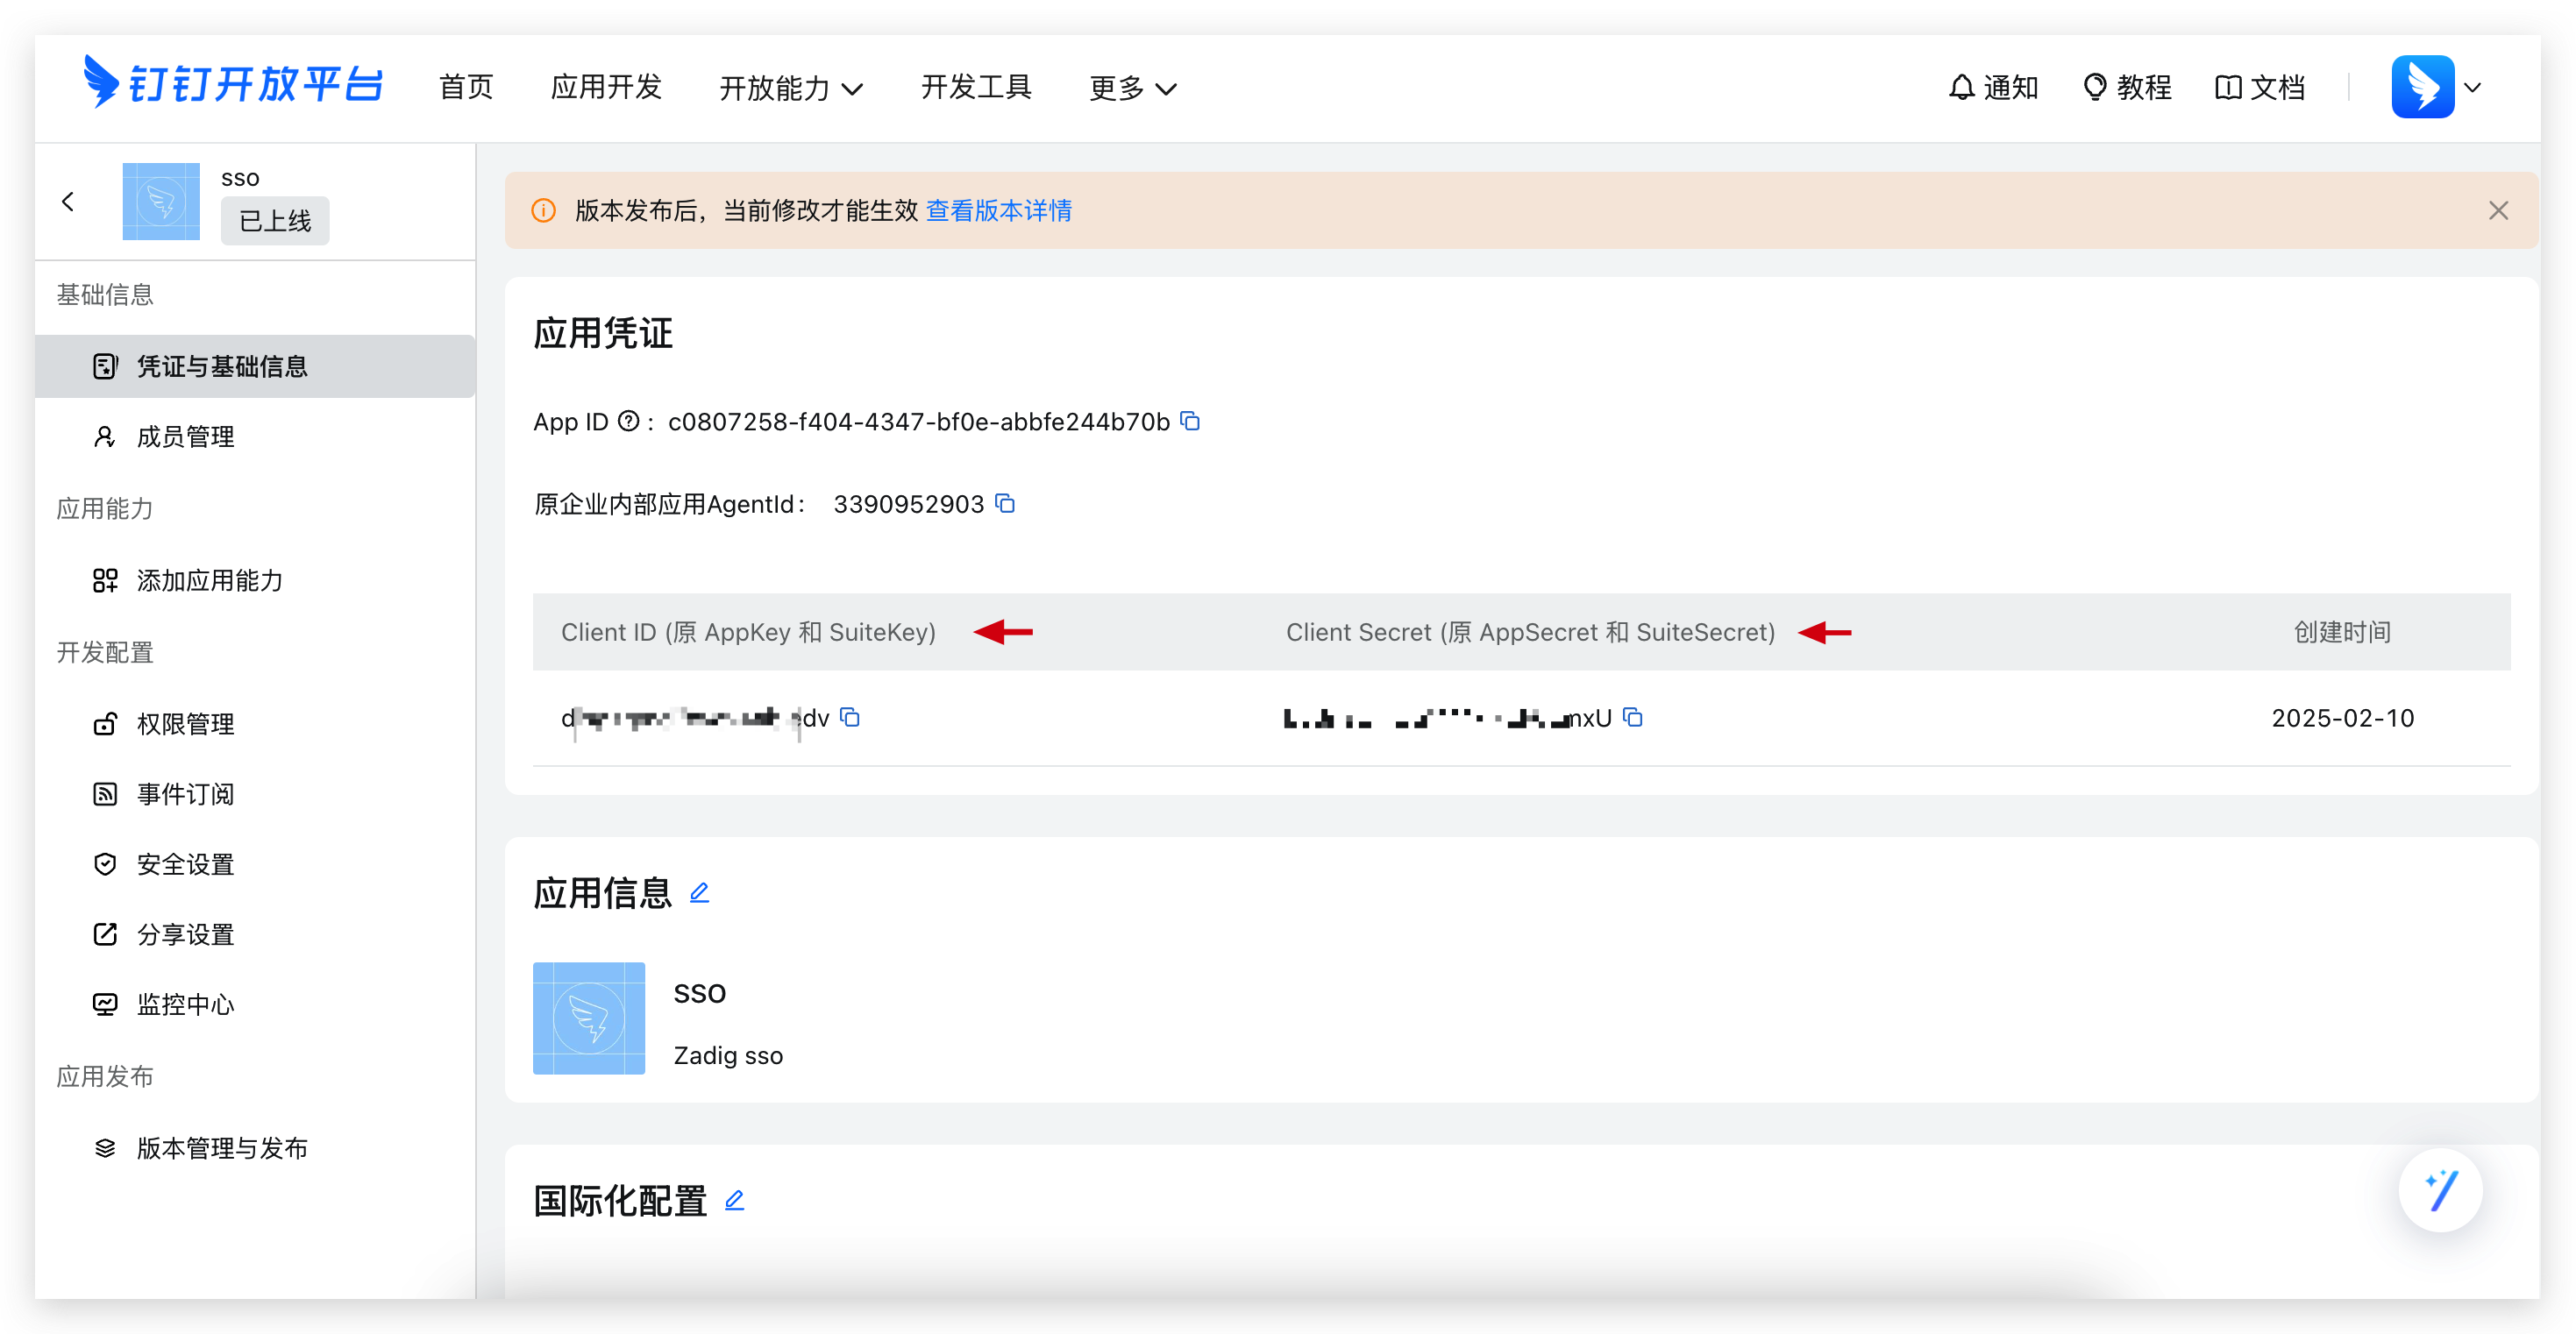 钉钉开放平台 首页 应用开发 开放能力 开发工具 更多 通知 教程 文档
sso
已上线
基础信息
凭证与基础信息
成员管理
应用能力
添加应用能力
开发配置
权限管理
事件订阅
安全设置
分享设置
监控中心
应用发布
版本管理与发布
版本发布后，当前修改才能生效 查看版本详情
应用凭证
App ID ? : c0807258-f404-4347-bf0e-abbfe244b70b
原企业内部应用AgentId： 3390952903
Client ID (原 AppKey 和 SuiteKey) Client Secret (原 AppSecret 和 SuiteSecret) 创建时间
d dv nxU 2025-02-10
应用信息
sso
Zadig sso
国际化配置